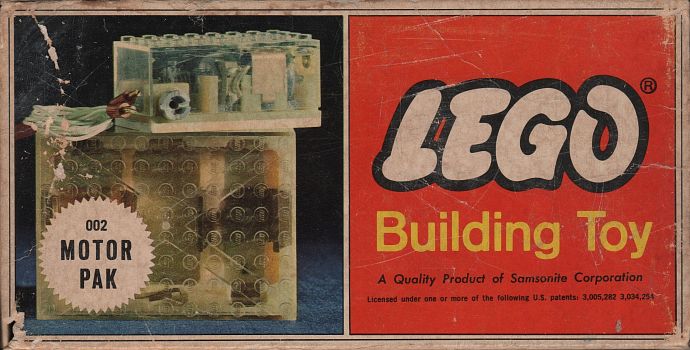 002
MOTOR
PAK
LEGO®
Building Toy
A Quality Product of Samsonite Corporation
Licensed under one or more of the following U.S. patents: 3,005,282 3,034,254